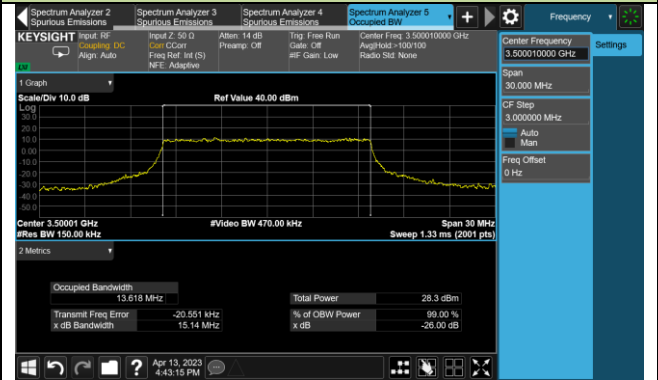 Spectrum Analyzer 2
Spurious Emissions
Spectrum Analyzer 3
Spurious Emissions
Spectrum Analyzer 4
Spurious Emissions
Spectrum Analyzer 5
Occupied BW
Frequency
KEYSIGHT
Input: RF
Coupling: DC
Align: Auto
Input Z: 50 Ω
Corr CCorr
Freq Ref: Int (S)
NFE: Adaptive
Atten: 14 dB
Preamp: Off
Trig: Free Run
Gate: Off
#IF Gain: Low
Center Freq: 3.500010000 GHz
Avg|Hold:>100/100
Radio Std: None
1 Graph
Scale/Div 10.0 dB
Ref Value 40.00 dBm
Log
30.0
20.0
10.0
0.00
-10.0
-20.0
-30.0
-40.0
-50.0
Center 3.50001 GHz
#Video BW 470.00 kHz
Span 30 MHz
#Res BW 150.00 kHz
Sweep 1.33 ms (2001 pts)
2 Metrics
Occupied Bandwidth
13.618 MHz
Total Power
28.3 dBm
Transmit Freq Error
-20.551 kHz
% of OBW Power
99.00 %
x dB Bandwidth
15.14 MHz
x dB
-26.00 dB
Center Frequency
3.500010000 GHz
Settings
Span
30.000 MHz
CF Step
3.000000 MHz
Auto
Man
Freq Offset
0 Hz
?
Apr 13, 2023
4:43:15 PM